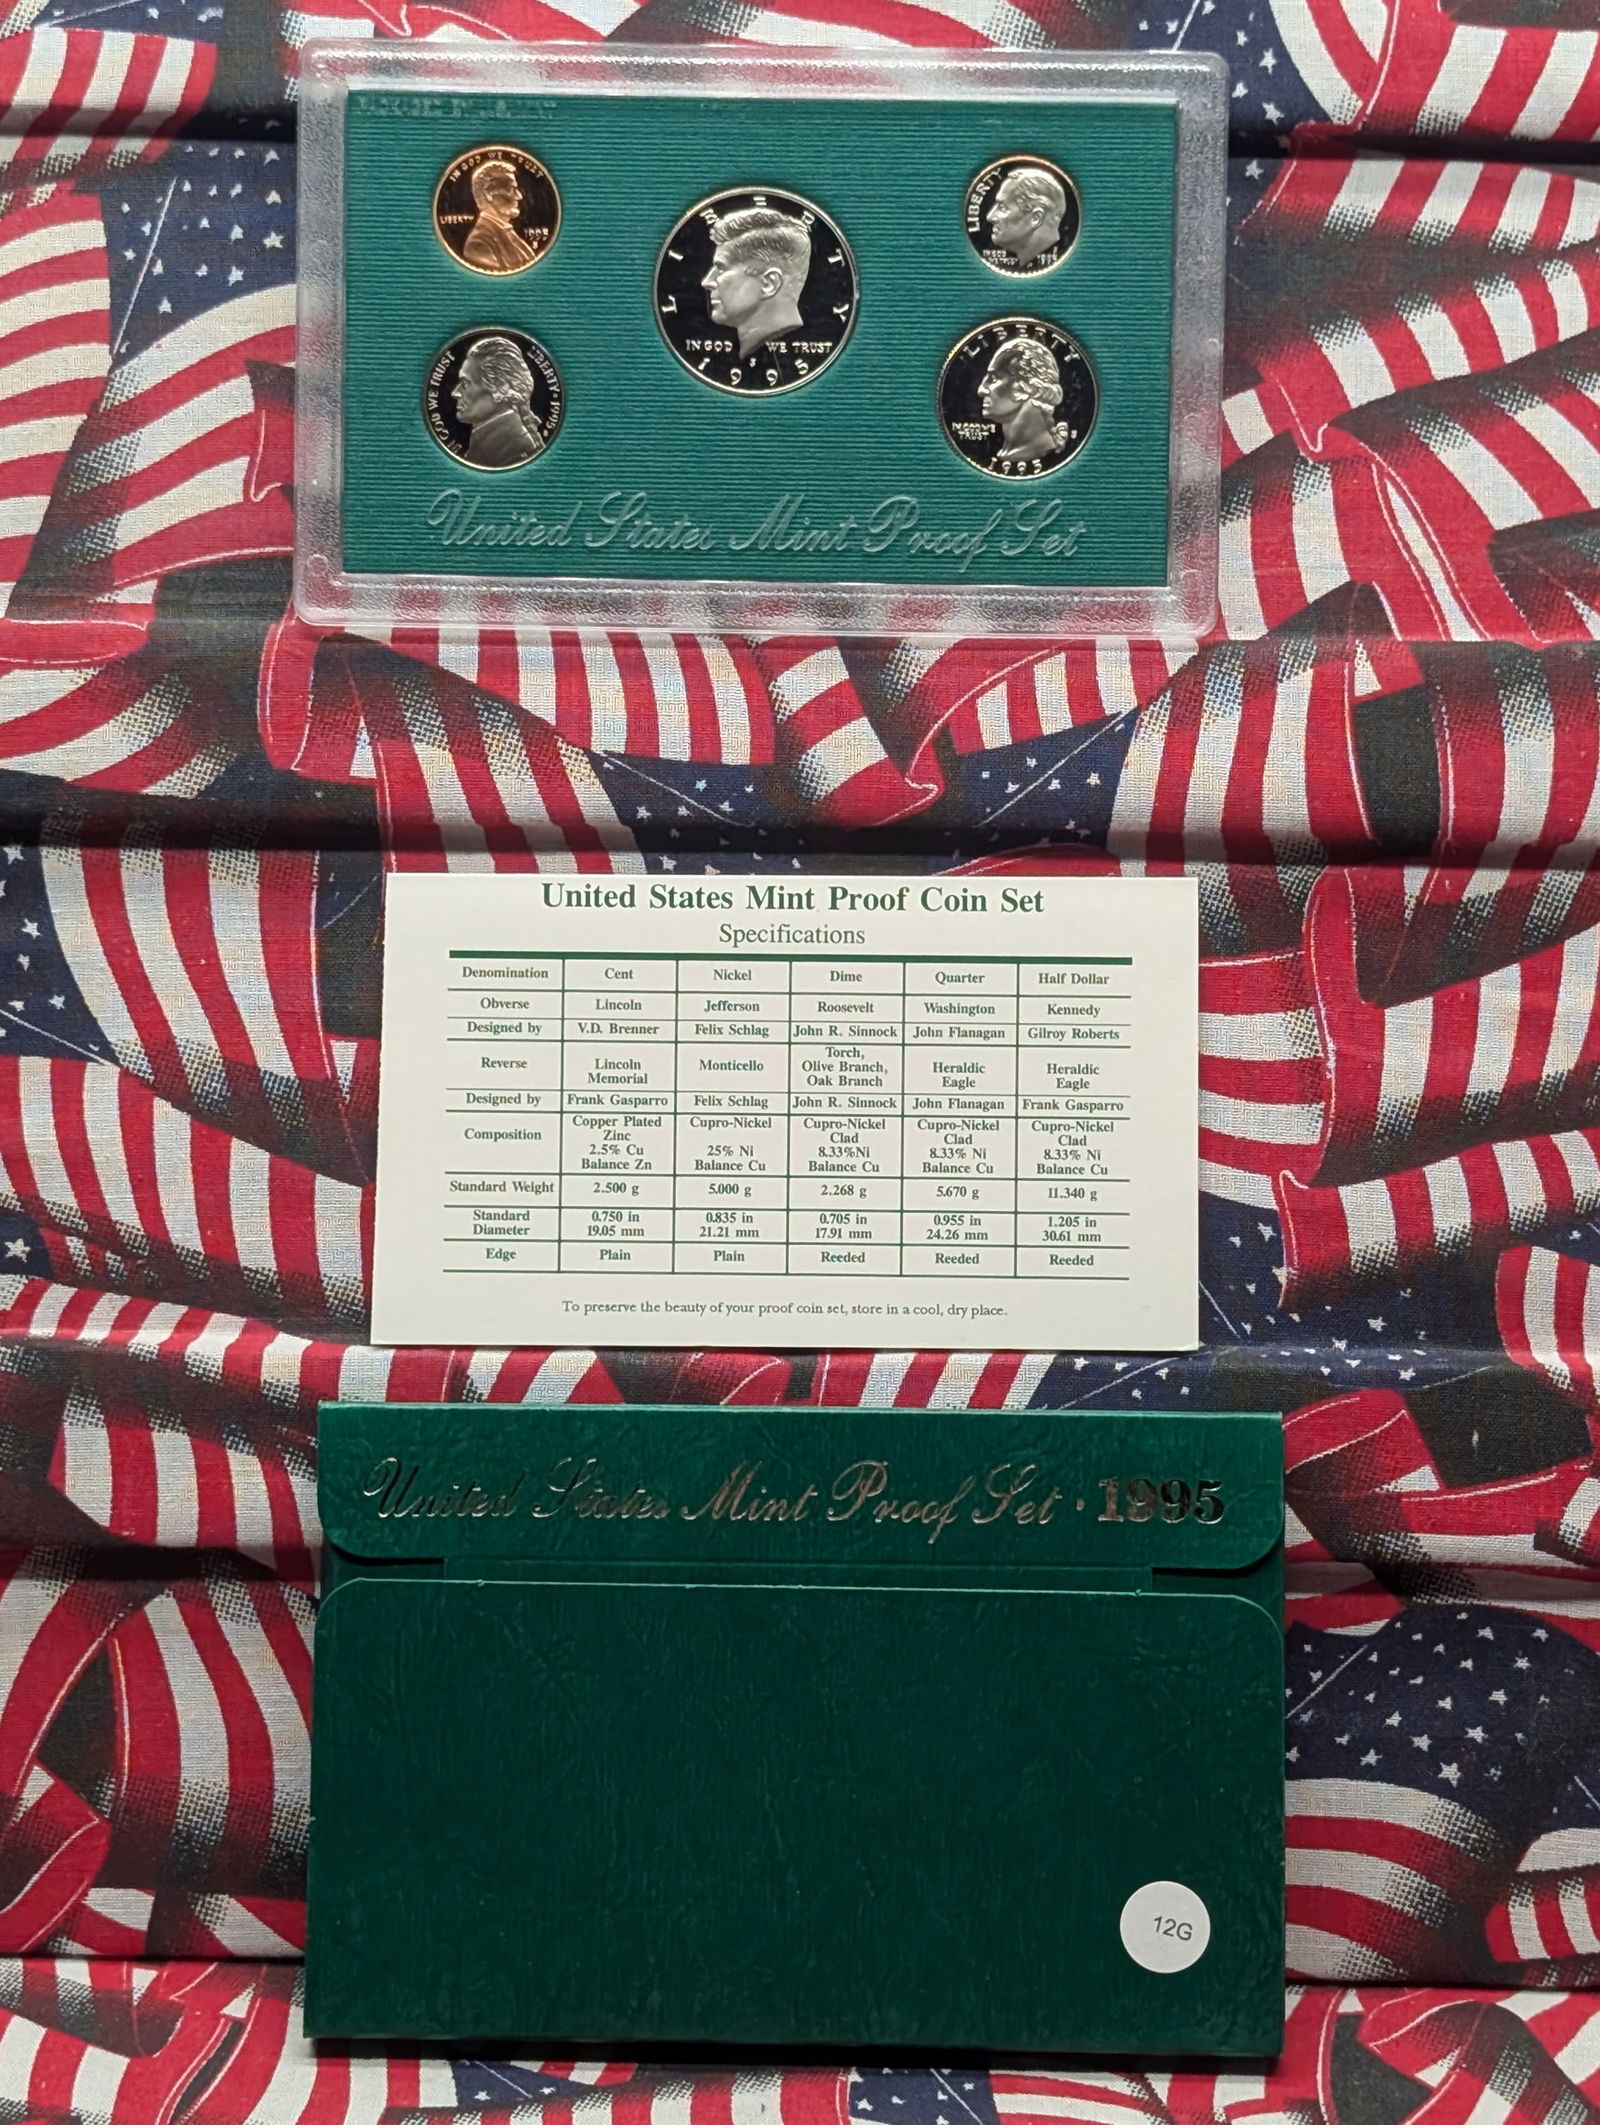 IN GOD WE TRUST
LIBERTY
1995
S
LIBERTY
IN GOD WE TRUST
1995
S
LIBERTY
IN GOD
WE TRUST
IN GOD WE TRUST
LIBERTY 1995
LIBERTY
IN GOD WE
TRUST
S
1995
United States Mint Proof Set
United States Mint Proof Coin Set
Specifications
Denomination Cent Nickel Dime Quarter Half Dollar
Obverse Lincoln Jefferson Roosevelt Washington Kennedy
Designed by V.D. Brenner Felix Schlag John R. Sinnock John Flanagan Gilroy Roberts
Reverse Lincoln Memorial Monticello Torch, Olive Branch, Oak Branch Heraldic Eagle Heraldic Eagle
Designed by Frank Gasparro Felix Schlag John R. Sinnock John Flanagan Frank Gasparro
Composition Copper Plated Zinc 2.5% Cu Balance Zn Cupro-Nickel 25% Ni Balance Cu Cupro-Nickel Clad 8.33%Ni Balance Cu Cupro-Nickel Clad 8.33% Ni Balance Cu Cupro-Nickel Clad 8.33% Ni Balance Cu
Standard Weight 2.500 g 5.000 g 2.268 g 5.670 g 11.340 g
Standard Diameter 0.750 in 19.05 mm 0.835 in 21.21 mm 0.705 in 17.91 mm 0.955 in 24.26 mm 1.205 in 30.61 mm
Edge Plain Plain Reeded Reeded Reeded
To preserve the beauty of your proof coin set, store in a cool, dry place.
United States Mint Proof Set · 1995
12G